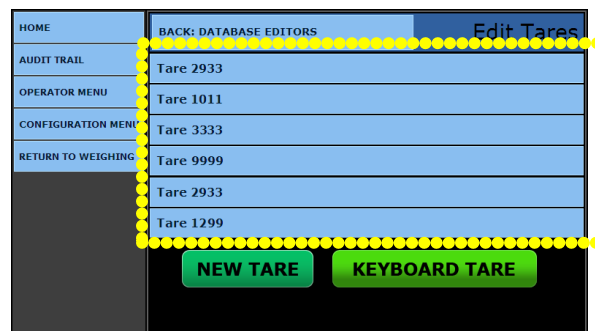 HOME
AUDIT TRAIL
OPERATOR MENU
CONFIGURATION MENU
RETURN TO WEIGHING
BACK: DATABASE EDITORS
Edit Tares
Tare 2933
Tare 1011
Tare 3333
Tare 9999
Tare 2933
Tare 1299
NEW TARE
KEYBOARD TARE